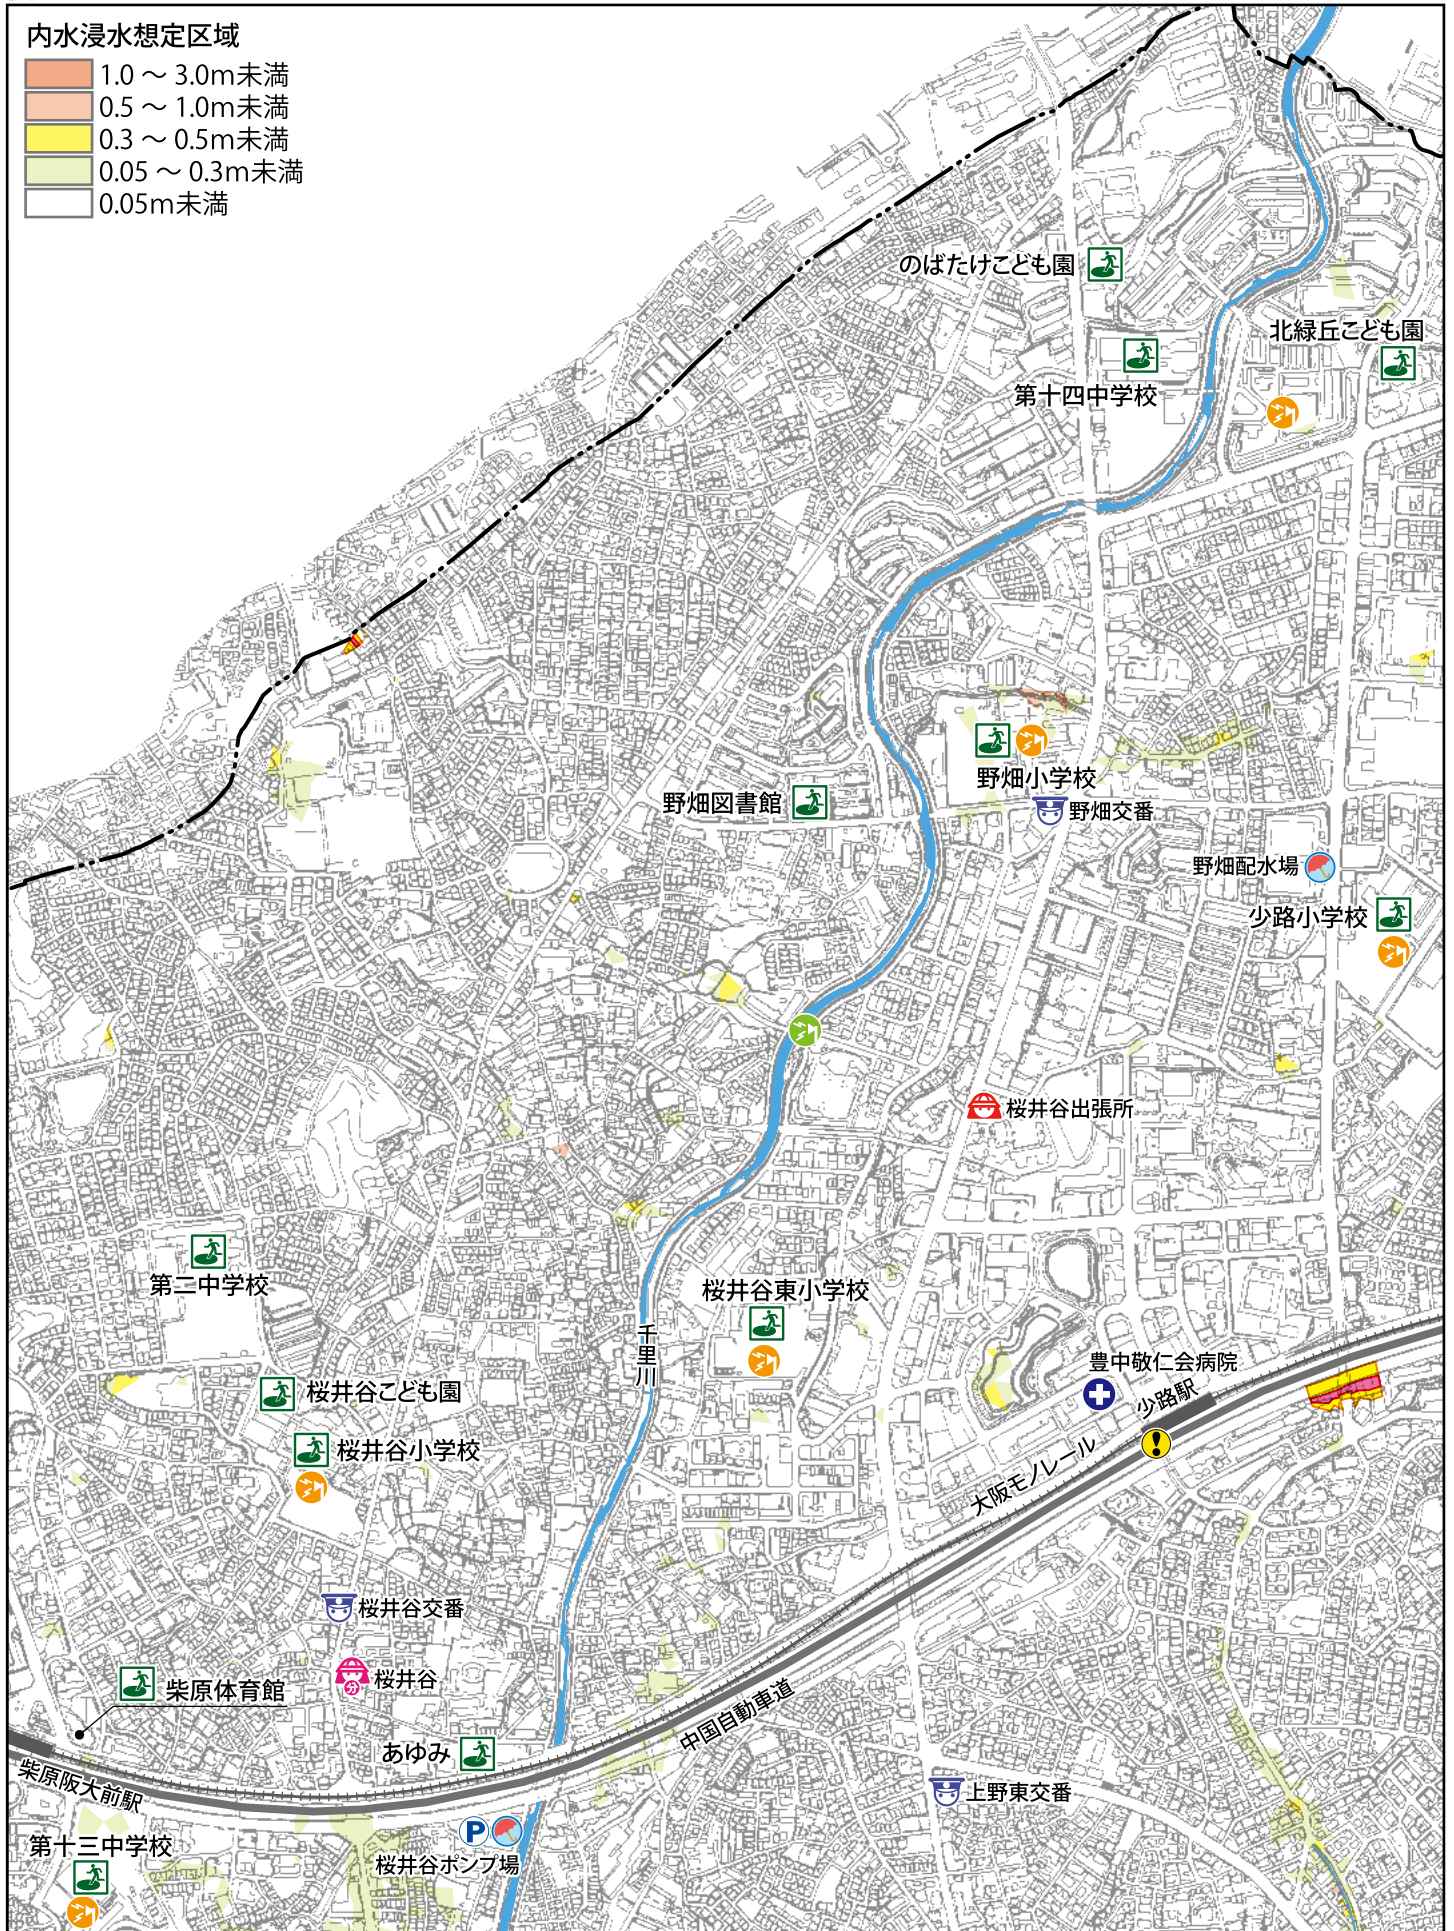 内水浸水想定区域
1.0 ～ 3.0m未満
0.5 ～ 1.0m未満
0.3 ～ 0.5m未満
0.05 ～ 0.3m未満
0.05m未満
のばたけこども園
北緑丘こども園
第十四中学校
野畑小学校
野畑図書館
野畑交番
野畑配水場
少路小学校
桜井谷出張所
第二中学校
桜井谷東小学校
千里川
豊中敬仁会病院
少路駅
桜井谷こども園
桜井谷小学校
大阪モノレール
桜井谷交番
分
桜井谷
柴原体育館
中国自動車道
あゆみ
柴原阪大前駅
上野東交番
P
桜井谷ポンプ場
第十三中学校